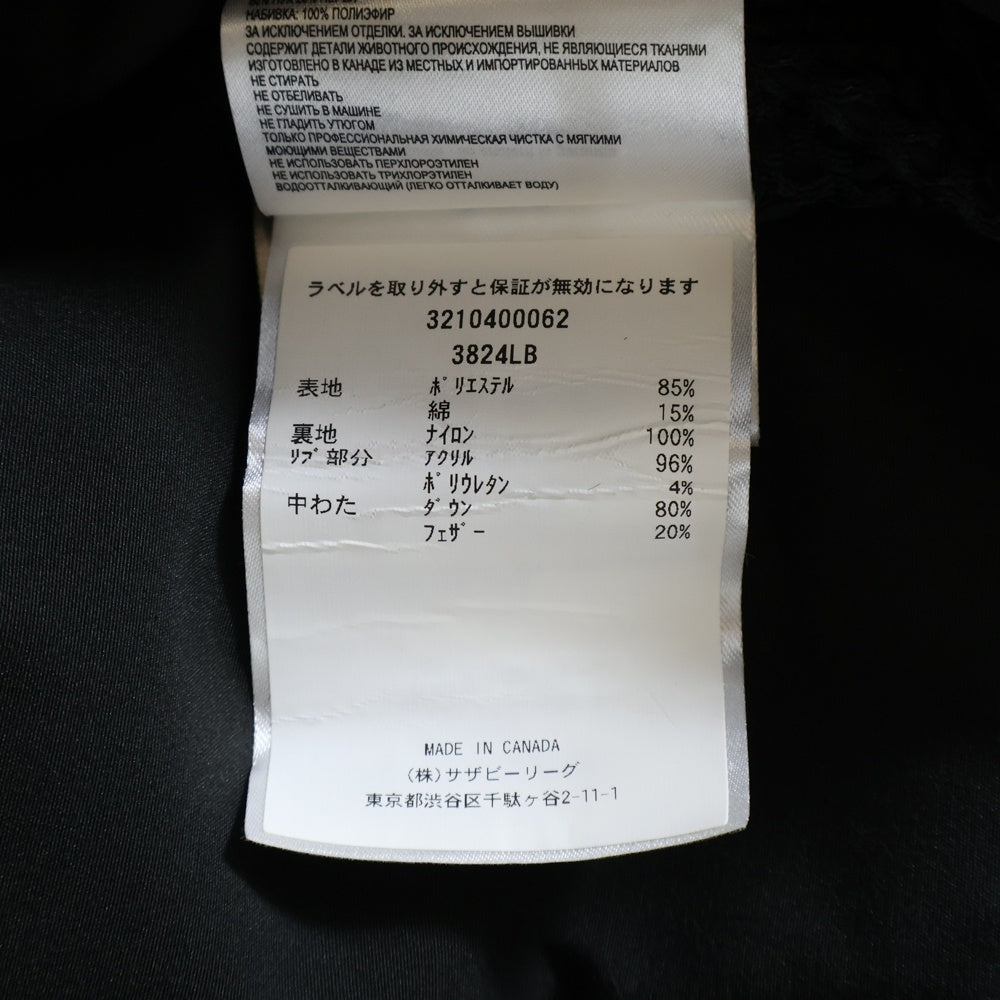 НАБИВКА: 100% ПОЛИЭФИР
ЗА ИСКЛЮЧЕНИЕМ ОТДЕЛКИ. ЗА ИСКЛЮЧЕНИЕМ ВЫШИВКИ
СОДЕРЖИТ ДЕТАЛИ ЖИВОТНОГО ПРОИСХОЖДЕНИЯ, НЕ ЯВЛЯЮЩИЕСЯ ТКАНЯМИ
ИЗГОТОВЛЕНО В КАНАДЕ ИЗ МЕСТНЫХ И ИМПОРТИРОВАННЫХ МАТЕРИАЛОВ
НЕ СТИРАТЬ
НЕ ОТБЕЛИВАТЬ
НЕ СУШИТЬ В МАШИНЕ
НЕ ГЛАДИТЬ УТЮГОМ
ТОЛЬКО ПРОФЕССИОНАЛЬНАЯ ХИМИЧЕСКАЯ ЧИСТКА С МЯГКИМИ
МОЮЩИМИ ВЕЩЕСТВАМИ
НЕ ИСПОЛЬЗОВАТЬ ПЕРХЛОРОЭТИЛЕН
НЕ ИСПОЛЬЗОВАТЬ ТРИХЛОРЭТИЛЕН
ВОДООТТАЛКИВАЮЩИЙ (ЛЕГКО ОТТАЛКИВАЕТ ВОДУ)
ラベルを取り外すと保証が無効になります
3210400062
3824LB
表地 ﾎﾟﾘｴｽﾃﾙ 85%
綿 15%
裏地 ﾅｲﾛﾝ 100%
ﾘﾌﾞ部分 ｱｸﾘﾙ 96%
ﾎﾟﾘｳﾚﾀﾝ 4%
中わた ﾀﾞｳﾝ 80%
ﾌｪｻﾞｰ 20%
MADE IN CANADA
(株)サザビーリーグ
東京都渋谷区千駄ヶ谷2-11-1